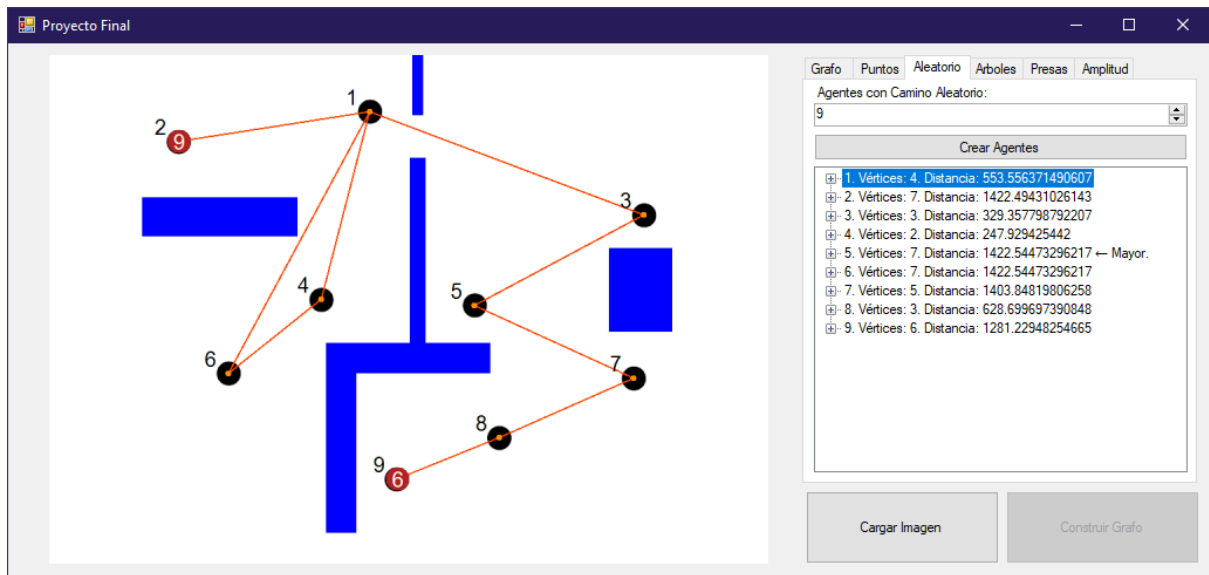 Proyecto Final
Grafo Puntos Aleatorio Arboles Presas Amplitud
Agentes con Camino Aleatorio:
9
Crear Agentes
1. Vértices: 4. Distancia: 553.556371490607
2. Vértices: 7. Distancia: 1422.49431026143
3. Vértices: 3. Distancia: 329.357798792207
4. Vértices: 2. Distancia: 247.929425442
5. Vértices: 7. Distancia: 1422.54473296217 ← Mayor.
6. Vértices: 7. Distancia: 1422.54473296217
7. Vértices: 5. Distancia: 1403.84819806258
8. Vértices: 3. Distancia: 628.699697390848
9. Vértices: 6. Distancia: 1281.22948254665
Cargar Imagen
Construir Grafo
1
2
9
3
4
5
6
7
8
9
6